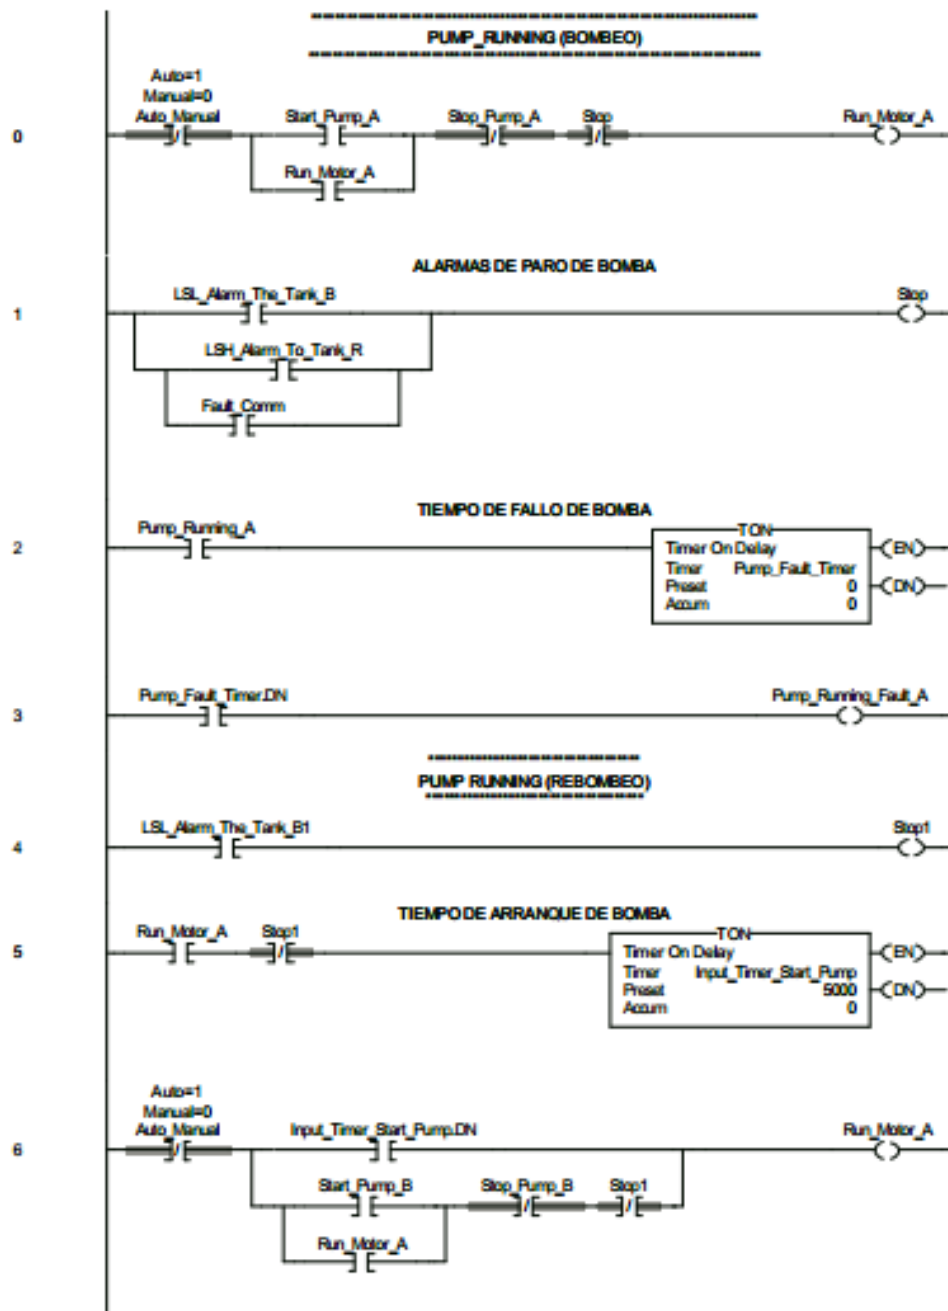 PUMP_RUNNING (BOMBEO)
Auto=1
Manual=0
Auto_Manual
Start_Pump_A
Stop_Pump_A
Stop
Run_Motor_A
0
Run_Motor_A
ALARMAS DE PARO DE BOMBA
LSL_Alarm_The_Tank_B
Stop
1
LSH_Alarm_To_Tank_R
Fault_Comm
TIEMPO DE FALLO DE BOMBA
Pump_Running_A
TON
2
Timer On Delay
EN
Timer Pump_Fault_Timer
Preset 0
DN
Accum 0
Pump_Fault_Timer.DN
Pump_Running_Fault_A
3
PUMP RUNNING (REBOMBEO)
LSL_Alarm_The_Tank_B1
Stop1
4
TIEMPO DE ARRANQUE DE BOMBA
Run_Motor_A
Stop1
TON
5
Timer On Delay
EN
Timer Input_Timer_Start_Pump
Preset 5000
DN
Accum 0
Auto=1
Manual=0
Auto_Manual
Input_Timer_Start_Pump.DN
Run_Motor_A
6
Start_Pump_B
Stop_Pump_B
Stop1
Run_Motor_A